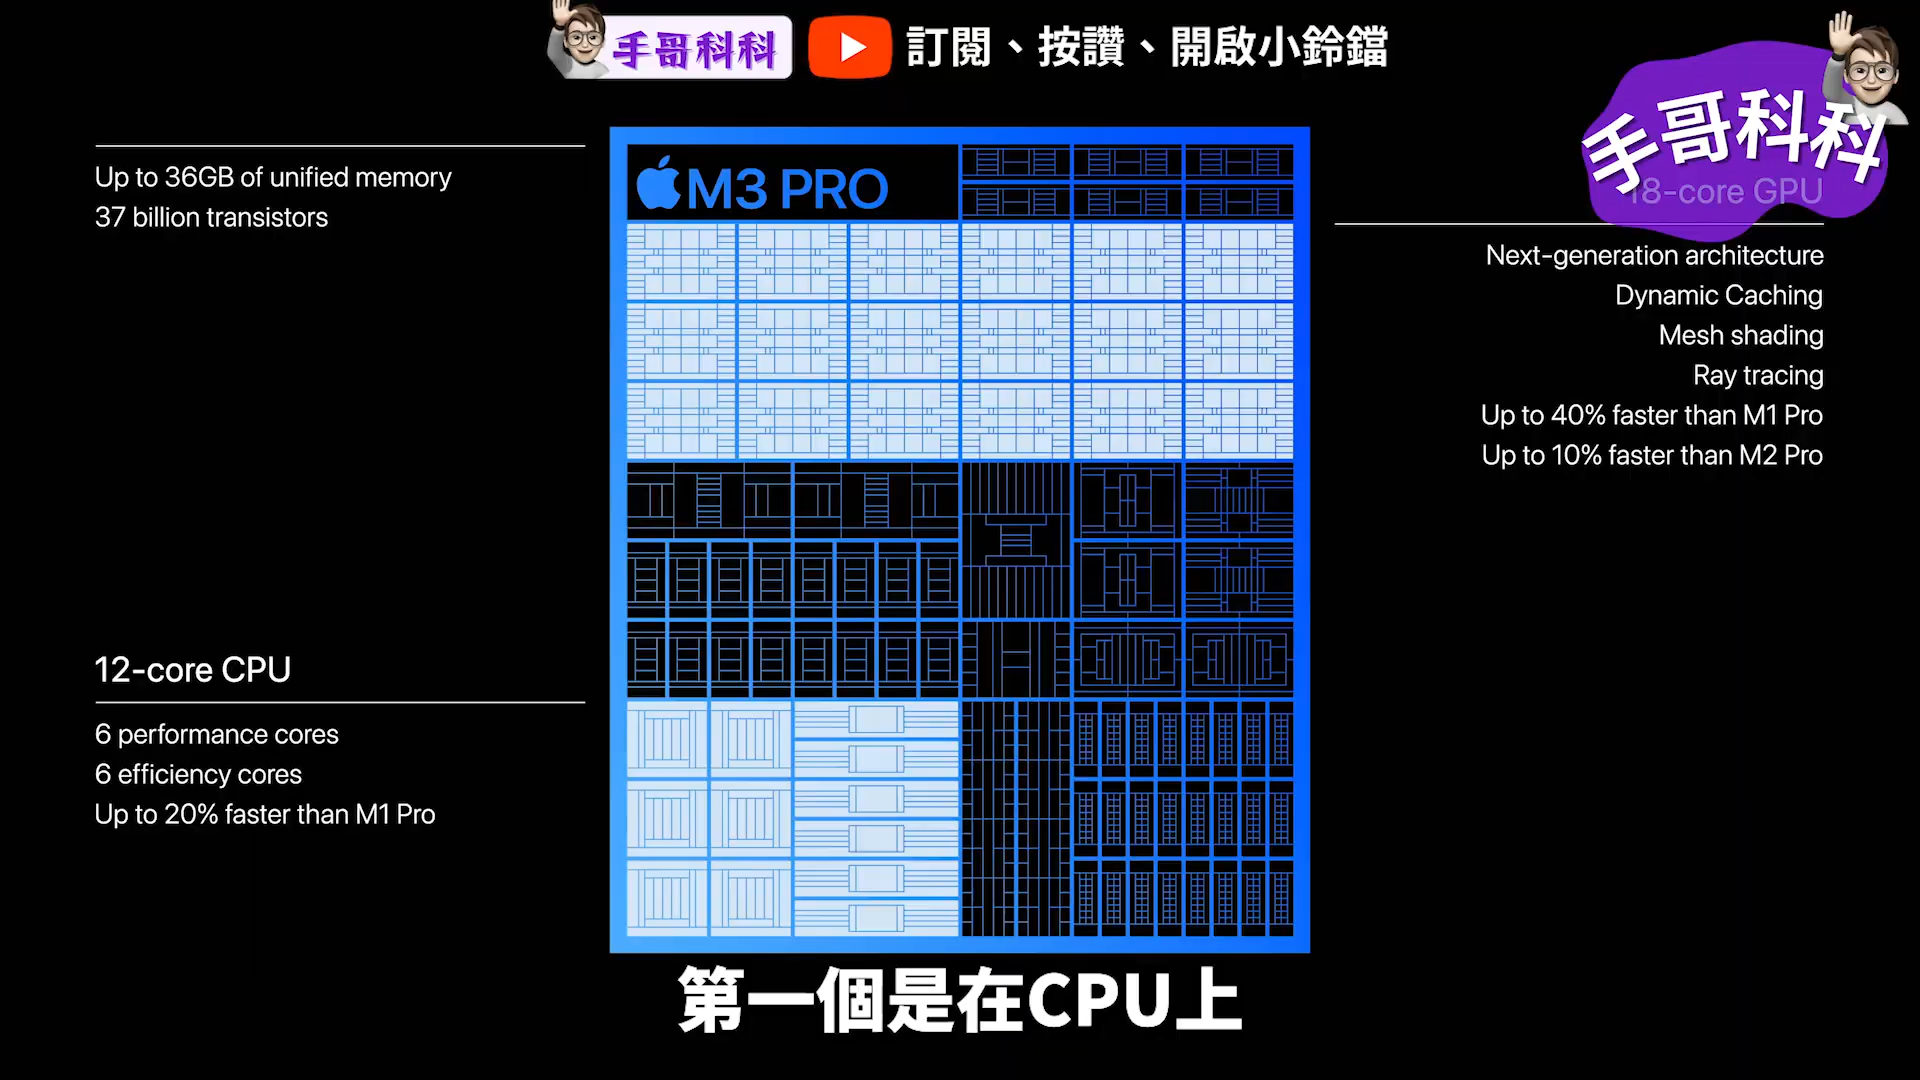 手哥科科
訂閱、按讚、開啟小鈴鐺
手哥科科
18-core GPU
Up to 36GB of unified memory
37 billion transistors
M3 PRO
Next-generation architecture
Dynamic Caching
Mesh shading
Ray tracing
Up to 40% faster than M1 Pro
Up to 10% faster than M2 Pro
12-core CPU
6 performance cores
6 efficiency cores
Up to 20% faster than M1 Pro
第一個是在CPU上